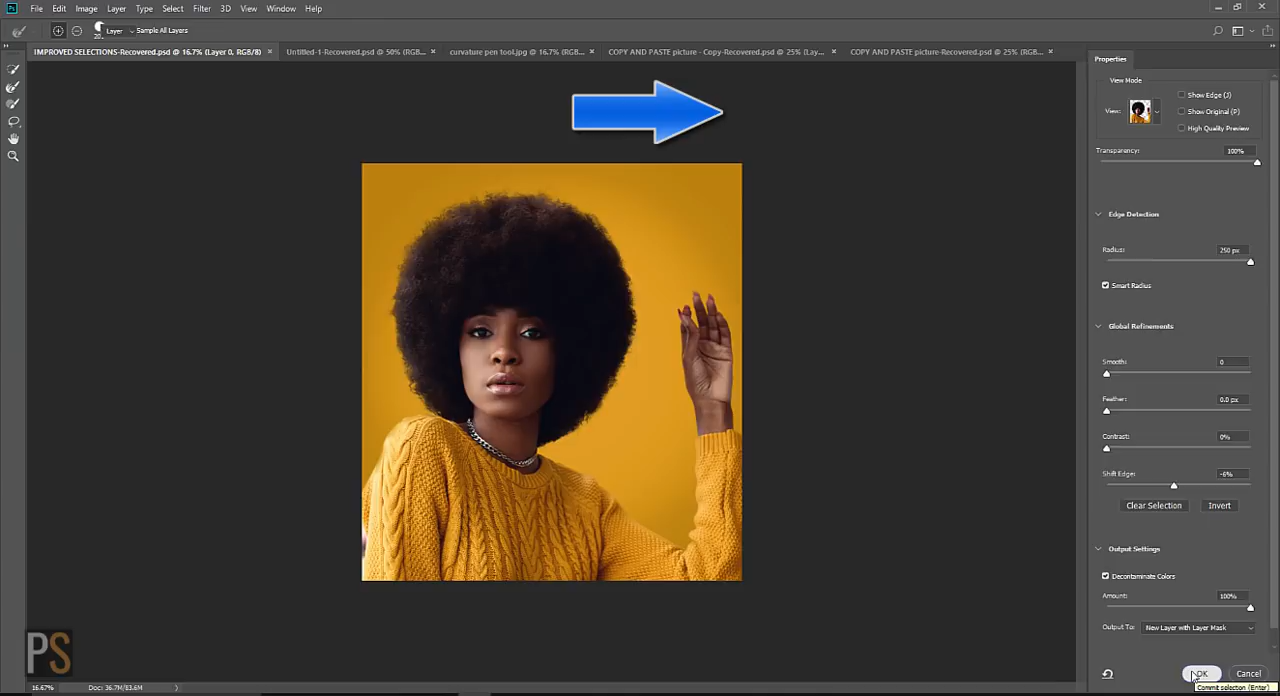 Ps File Edit Image Layer Type Select Filter 3D View Window Help
Layer Sample All Layers
IMPROVED SELECTIONS-Recovered.psd @ 16.7% (Layer 0, RGB/8) × Untitled-1-Recovered.psd @ 50% (RGB... × curvature pen tool.jpg @ 16.7% (RGB... × COPY AND PASTE picture - Copy-Recovered.psd @ 25% (Lay... × COPY AND PASTE picture-Recovered.psd @ 25% (RGB... ×
Properties
View Mode
View:
Show Edge (J)
Show Original (P)
High Quality Preview
Transparency: 100%
Edge Detection
Radius: 250 px
Smart Radius
Global Refinements
Smooth: 0
Feather: 0.0 px
Contrast: 0%
Shift Edge: -6%
Clear Selection Invert
Output Settings
Decontaminate Colors
Amount: 100%
Output To: New Layer with Layer Mask
OK Cancel
Commit selection (Enter)
PS
16.67% Doc: 36.7M/83.6M